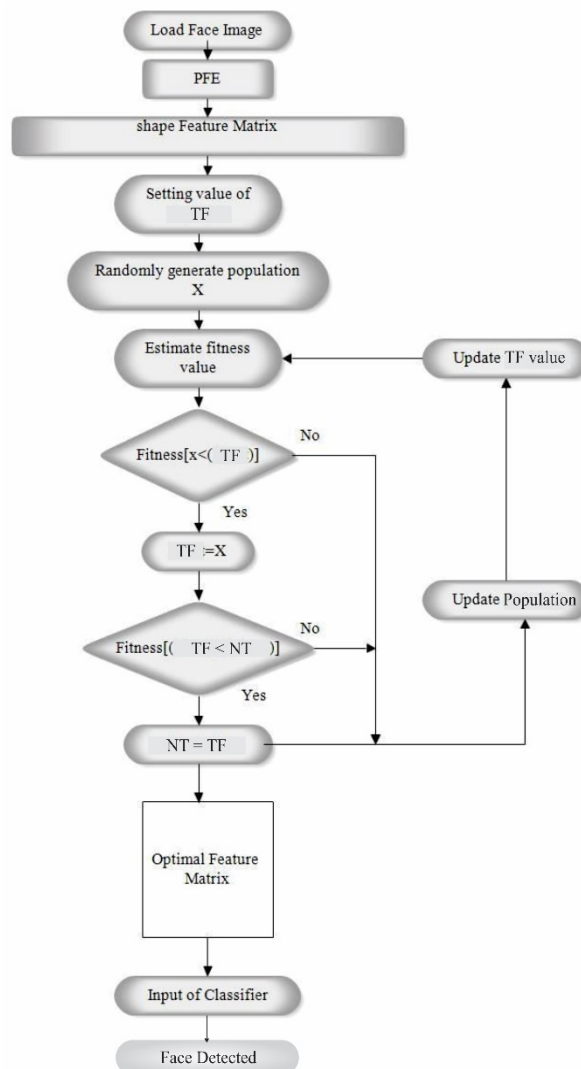 Load Face Image
PFE
shape Feature Matrix
Setting value of
TF
Randomly generate population
X
Estimate fitness
value
Update TF value
No
Fitness[x<( TF )]
Yes
TF :=X
Update Population
No
Fitness[( TF < NT )]
Yes
NT = TF
Optimal Feature
Matrix
Input of Classifier
Face Detected